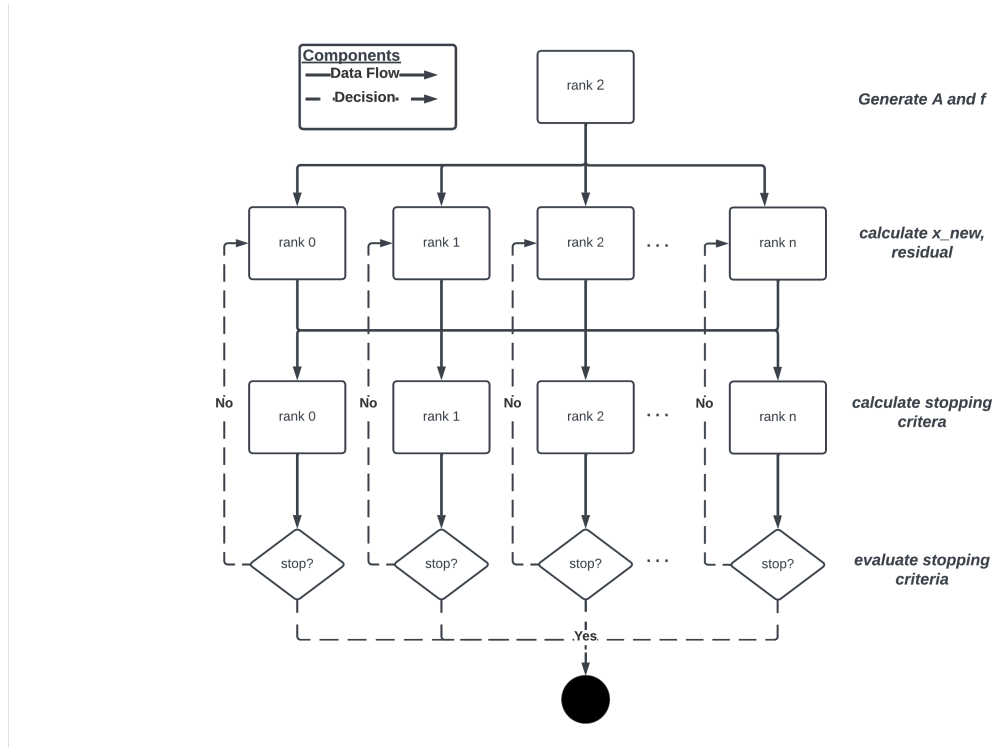 Components
Data Flow
Decision
rank 2
Generate A and f
rank 0
rank 1
rank 2
...
rank n
calculate x_new,
residual
No
rank 0
No
rank 1
No
rank 2
...
No
rank n
calculate stopping
critera
stop?
stop?
stop?
...
stop?
evaluate stopping
criteria
Yes